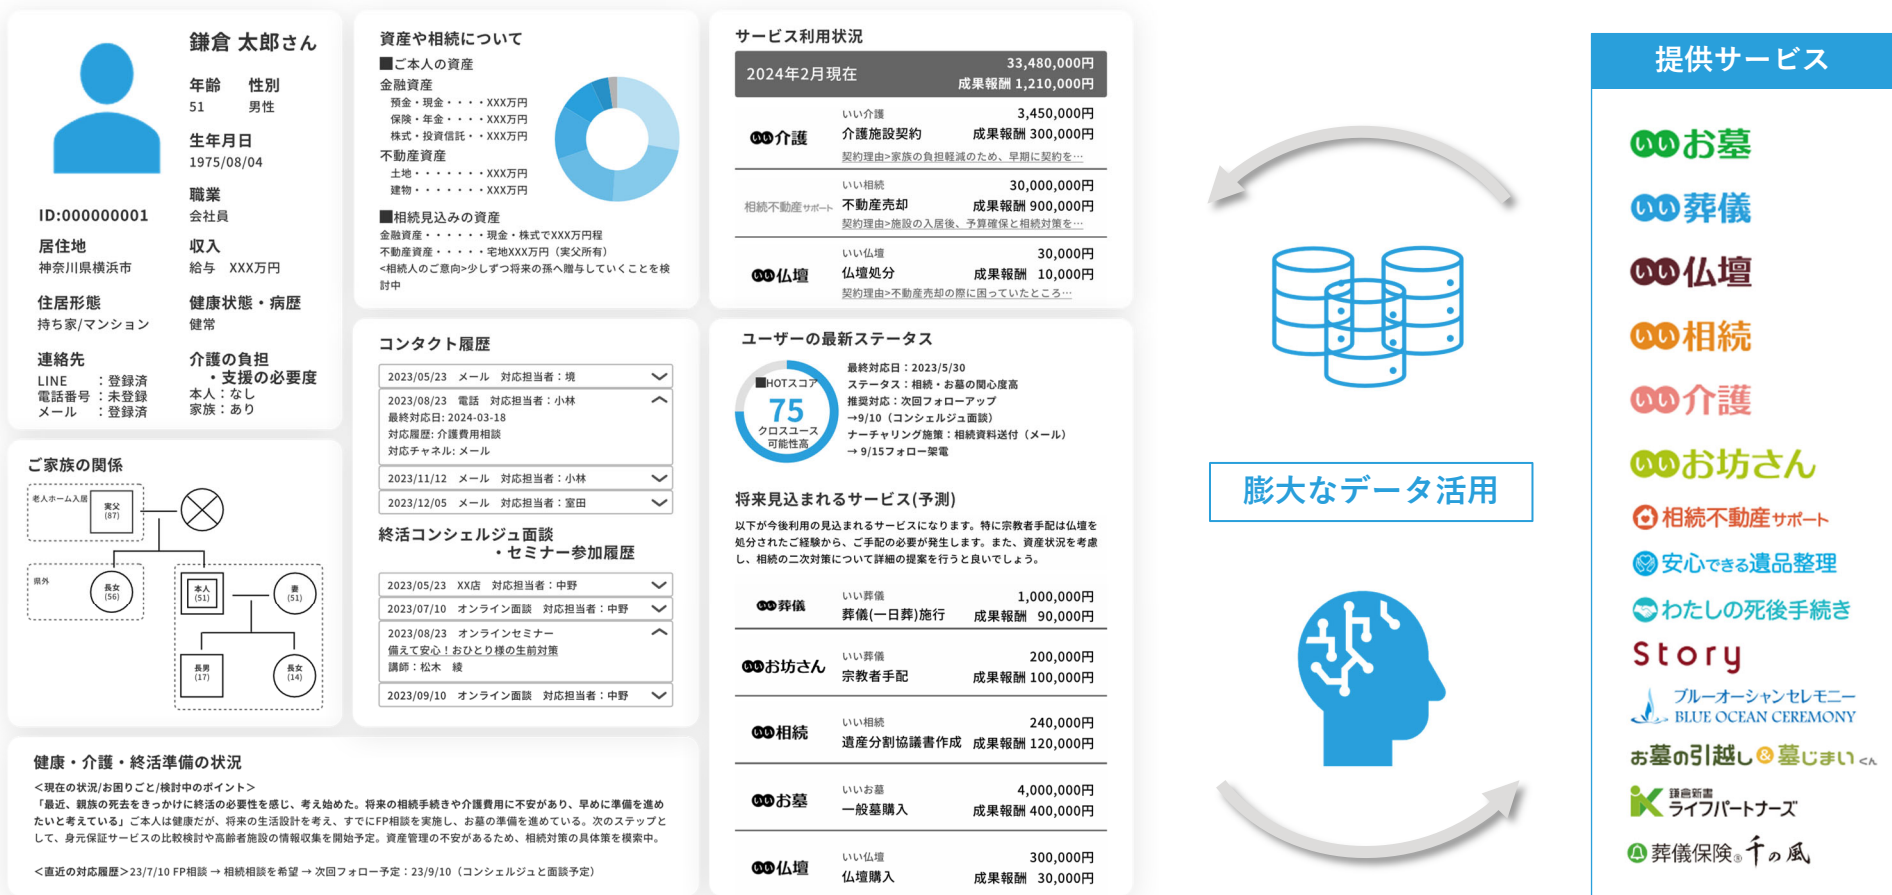 鎌倉 太郎さん
年齢　性別
51　男性
生年月日
1975/08/04
職業
会社員
ID:000000001
居住地
神奈川県横浜市
収入
給与　XXX万円
住居形態
持ち家/マンション
健康状態・病歴
健常
連絡先
LINE　：登録済
電話番号：未登録
メール　：登録済
介護の負担
・支援の必要度
本人：なし
家族：あり
ご家族の関係
老人ホーム入居
実父
(87)
県外
長女
(56)
本人
(51)
妻
(51)
長男
(17)
長女
(14)
健康・介護・終活準備の状況
＜現在の状況/お困りごと/検討中のポイント＞
「最近、親族の死去をきっかけに終活の必要性を感じ、考え始めた。将来の相続手続きや介護費用に不安があり、早めに準備を進め
たいと考えている」ご本人は健康だが、将来の生活設計を考え、すでにFP相談を実施し、お墓の準備を進めている。次のステップと
して、身元保証サービスの比較検討や高齢者施設の情報収集を開始予定。資産管理の不安があるため、相続対策の具体策を模索中。
＜直近の対応履歴＞23/7/10 FP相談 → 相続相談を希望 → 次回フォロー予定：23/9/10（コンシェルジュと面談予定）
資産や相続について
■ご本人の資産
金融資産
預金・現金・・・・XXX万円
保険・年金・・・・XXX万円
株式・投資信託・・XXX万円
不動産資産
土地・・・・・・・XXX万円
建物・・・・・・・XXX万円
■相続見込みの資産
金融資産・・・・・・現金・株式でXXX万円程
不動産資産・・・・・宅地XXX万円（実父所有）
<相続人のご意向>少しずつ将来の孫へ贈与していくことを検
討中
コンタクト履歴
2023/05/23　メール　対応担当者：境
2023/08/23　電話　対応担当者：小林
最終対応日: 2024-03-18
対応履歴: 介護費用相談
対応チャネル: メール
2023/11/12　メール　対応担当者：小林
2023/12/05　メール　対応担当者：室田
終活コンシェルジュ面談
・セミナー参加履歴
2023/05/23　XX店　対応担当者：中野
2023/07/10　オンライン面談　対応担当者：中野
2023/08/23　オンラインセミナー
備えて安心！おひとり様の生前対策
講師：松木　綾
2023/09/10　オンライン面談　対応担当者：中野
サービス利用状況
2024年2月現在
33,480,000円
成果報酬 1,210,000円
いい介護
いい介護　3,450,000円
介護施設契約　成果報酬 300,000円
契約理由>家族の負担軽減のため、早期に契約を…
相続不動産サポート
いい相続　30,000,000円
不動産売却　成果報酬 900,000円
契約理由>施設の入居後、予算確保と相続対策を…
いい仏壇
いい仏壇　30,000円
仏壇処分　成果報酬 10,000円
契約理由>不動産売却の際に困っていたところ…
ユーザーの最新ステータス
■HOTスコア
75
クロスユース
可能性高
最終対応日：2023/5/30
ステータス：相続・お墓の関心度高
推奨対応：次回フォローアップ
→9/10（コンシェルジュ面談）
ナーチャリング施策：相続資料送付（メール）
→ 9/15フォロー架電
将来見込まれるサービス(予測)
以下が今後利用の見込まれるサービスになります。特に宗教者手配は仏壇を
処分されたご経験から、ご手配の必要が発生します。また、資産状況を考慮
し、相続の二次対策について詳細の提案を行うと良いでしょう。
いい葬儀
いい葬儀　1,000,000円
葬儀(一日葬)施行　成果報酬 90,000円
いいお坊さん
いい葬儀　200,000円
宗教者手配　成果報酬 100,000円
いい相続
いい相続　240,000円
遺産分割協議書作成　成果報酬 120,000円
いいお墓
いいお墓　4,000,000円
一般墓購入　成果報酬 400,000円
いい仏壇
いい仏壇　300,000円
仏壇購入　成果報酬 30,000円
膨大なデータ活用
提供サービス
いいお墓
いい葬儀
いい仏壇
いい相続
いい介護
いいお坊さん
相続不動産サポート
安心できる遺品整理
わたしの死後手続き
Story
ブルーオーシャンセレモニー
BLUE OCEAN CEREMONY
お墓の引越し&墓じまいくん
鎌倉新書
ライフパートナーズ
葬儀保険®千の風